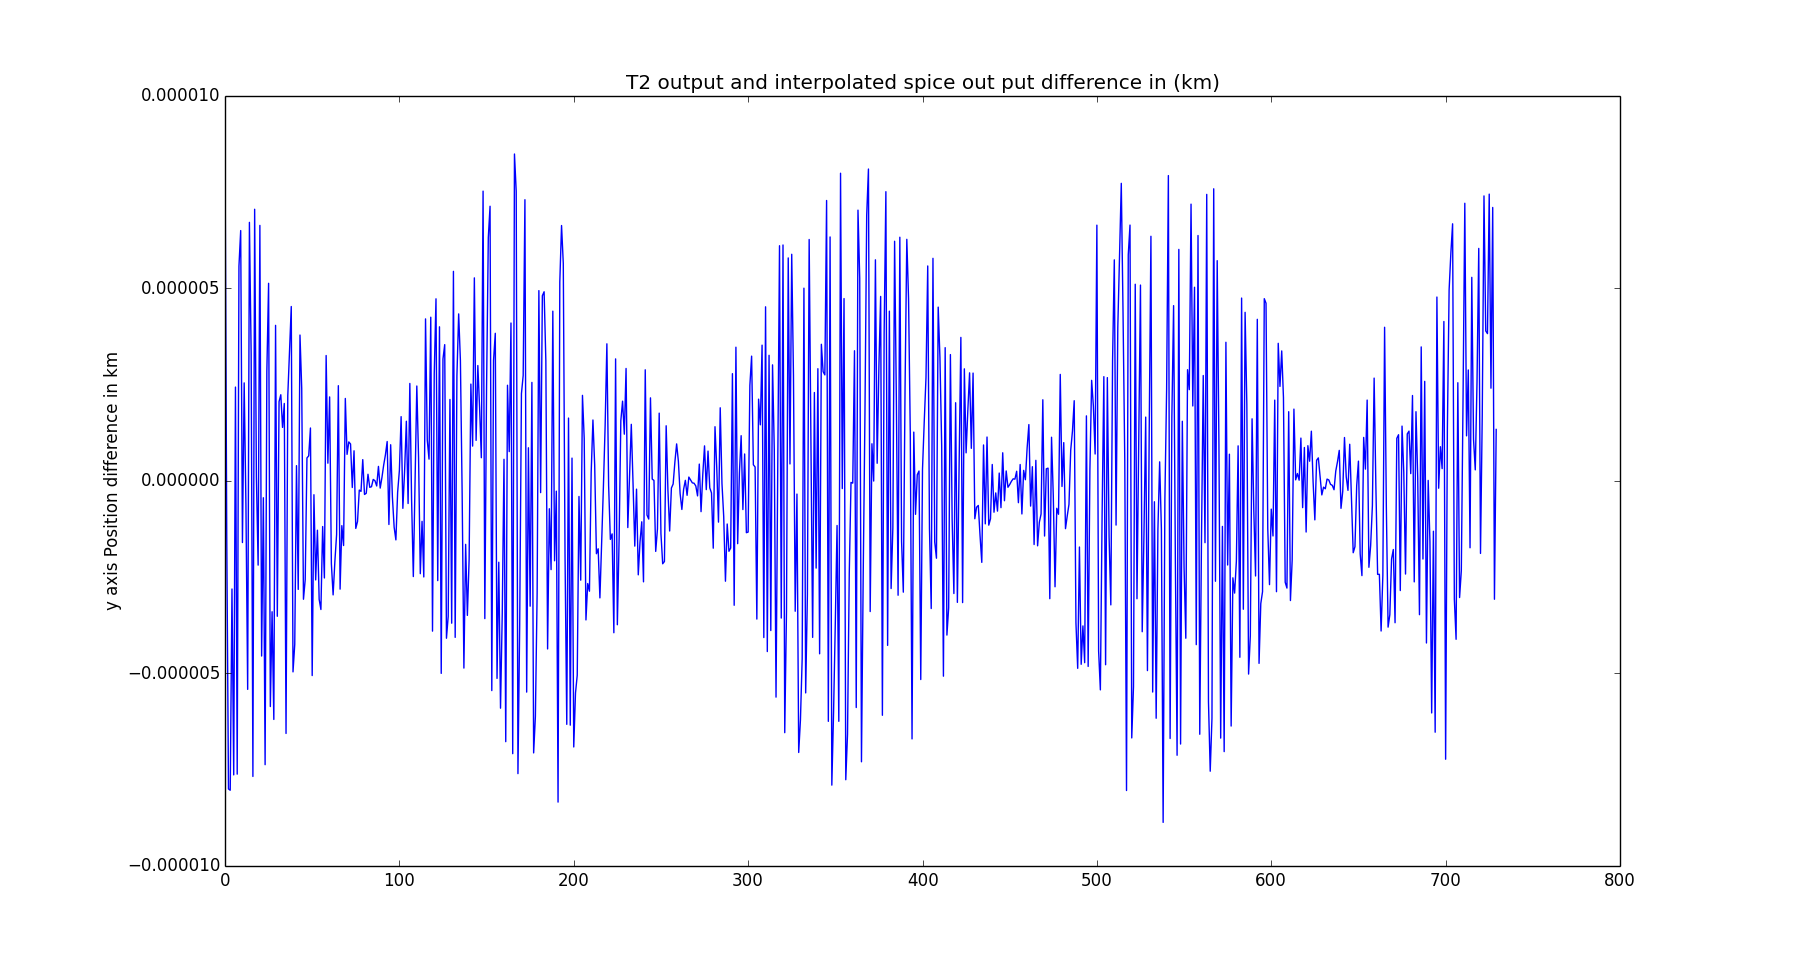 T2 output and interpolated spice out put difference in (km)
0.000010
0.000005
0.000000
−0.000005
−0.000010
y axis Position difference in km
0 100 200 300 400 500 600 700 800